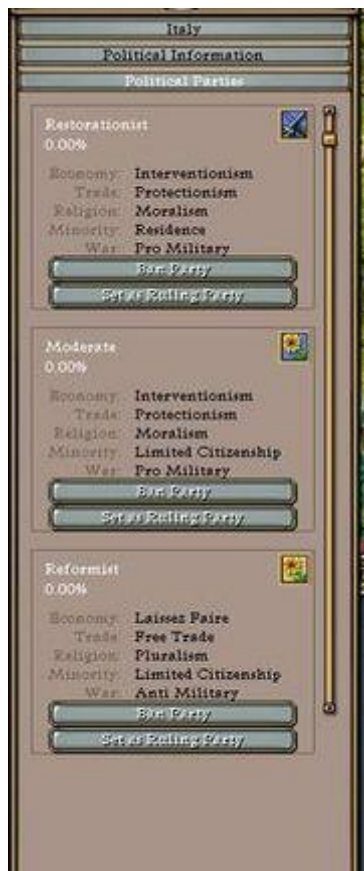 Italy
Political Information
Political Parties
Restorationist
0.00%
Economy: Interventionism
Trade: Protectionism
Religion: Moralism
Minority: Residence
War: Pro Military
Ban Party
Set as Ruling Party
Moderate
0.00%
Economy: Interventionism
Trade: Protectionism
Religion: Moralism
Minority: Limited Citizenship
War: Pro Military
Ban Party
Set as Ruling Party
Reformist
0.00%
Economy: Laissez Faire
Trade: Free Trade
Religion: Pluralism
Minority: Limited Citizenship
War: Anti Military
Ban Party
Set as Ruling Party